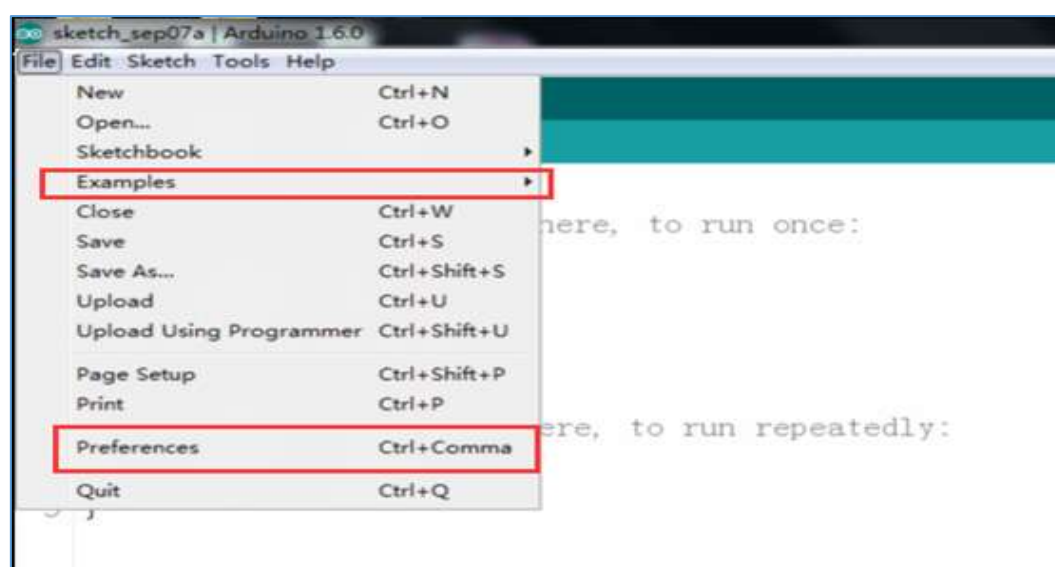 sketch_sep07a | Arduino 1.6.0
File Edit Sketch Tools Help
New Ctrl+N
Open... Ctrl+O
Sketchbook
Examples
Close Ctrl+W
here, to run once:
Save Ctrl+S
Save As... Ctrl+Shift+S
Upload Ctrl+U
Upload Using Programmer Ctrl+Shift+U
Page Setup Ctrl+Shift+P
Print Ctrl+P
ere, to run repeatedly:
Preferences Ctrl+Comma
Quit Ctrl+Q
}